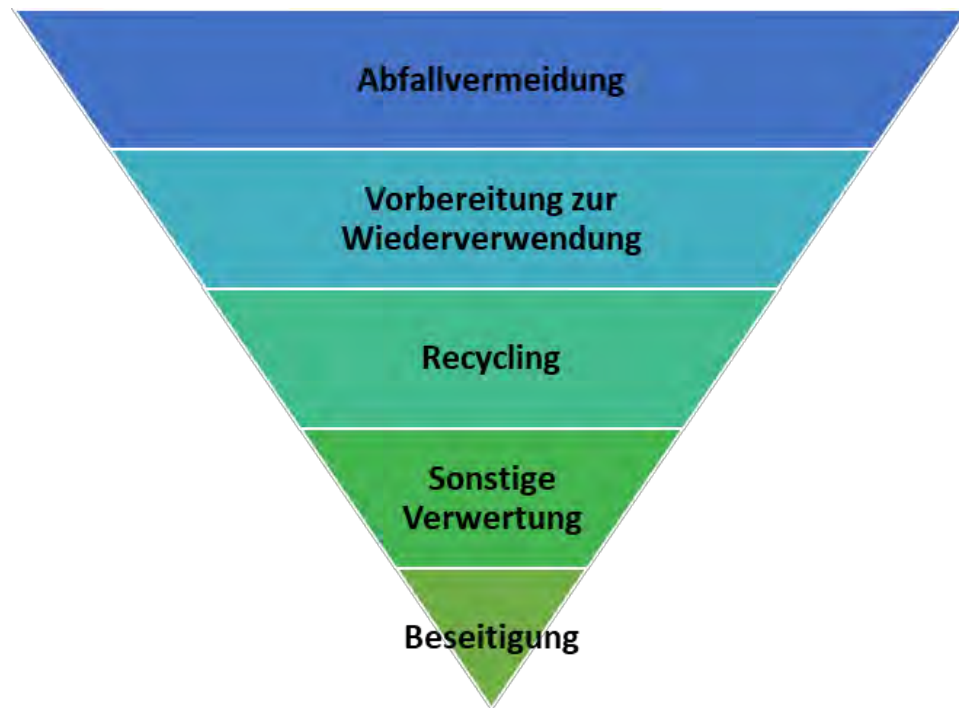 Abfallvermeidung
Vorbereitung zur
Wiederverwendung
Recycling
Sonstige
Verwertung
Beseitigung